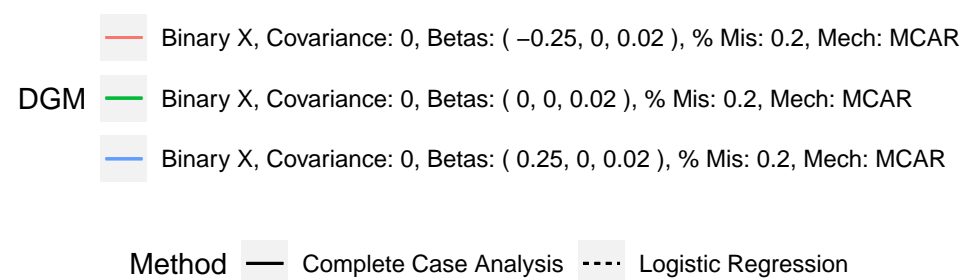 Binary X, Covariance: 0, Betas: ( −0.25, 0, 0.02 ), % Mis: 0.2, Mech: MCAR
DGM Binary X, Covariance: 0, Betas: ( 0, 0, 0.02 ), % Mis: 0.2, Mech: MCAR
Binary X, Covariance: 0, Betas: ( 0.25, 0, 0.02 ), % Mis: 0.2, Mech: MCAR
Method Complete Case Analysis Logistic Regression